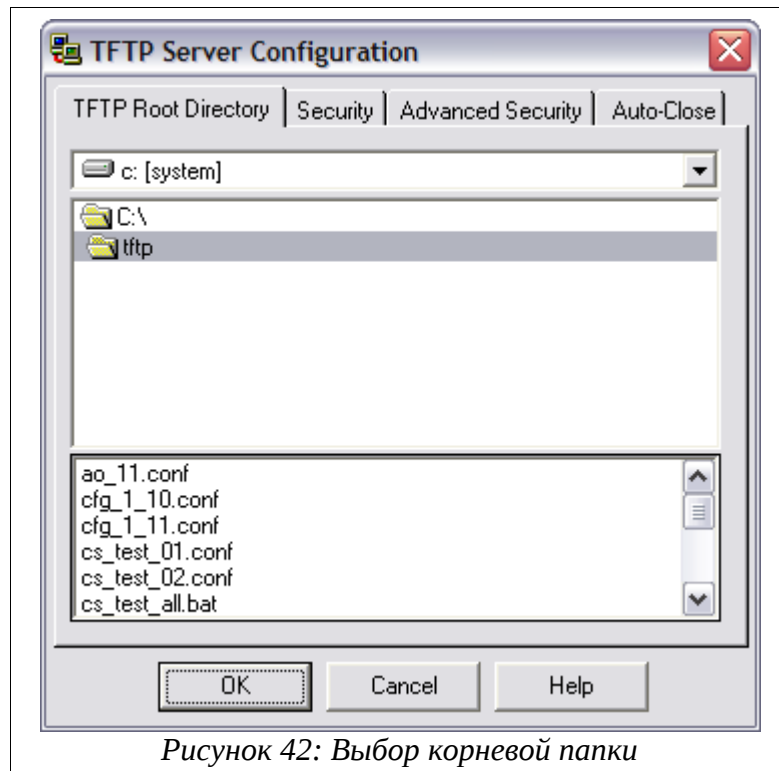 TFTP Server Configuration
TFTP Root Directory Security Advanced Security Auto-Close
c: [system]
C:\
tftp
ao_11.conf
cfg_1_10.conf
cfg_1_11.conf
cs_test_01.conf
cs_test_02.conf
cs_test_all.bat
OK Cancel Help
Рисунок 42: Выбор корневой папки